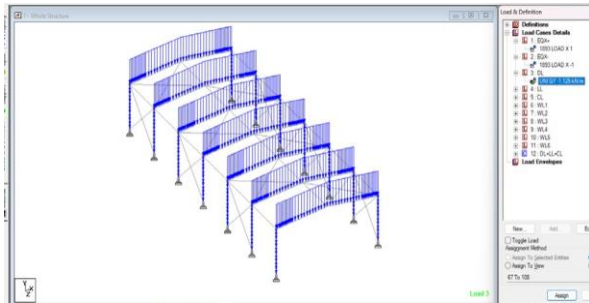 Load & Definition
1 - Whole Structure
Definitions
Load Cases Details
1 : EQX+
1893 LOAD X 1
2 : EQX-
1893 LOAD X -1
3 : DL
UNI GY -1.125 kN/m
4 : LL
5 : CL
6 : WL1
7 : WL2
8 : WL3
9 : WL4
10 : WL5
11 : WL6
12 : DL+LL+CL
Load Envelopes
New...
Add...
Toggle Load
Assignment Method
Assign To Selected Entities
Assign To View
67 To 108
Assign
Load 3
Y
X
Z